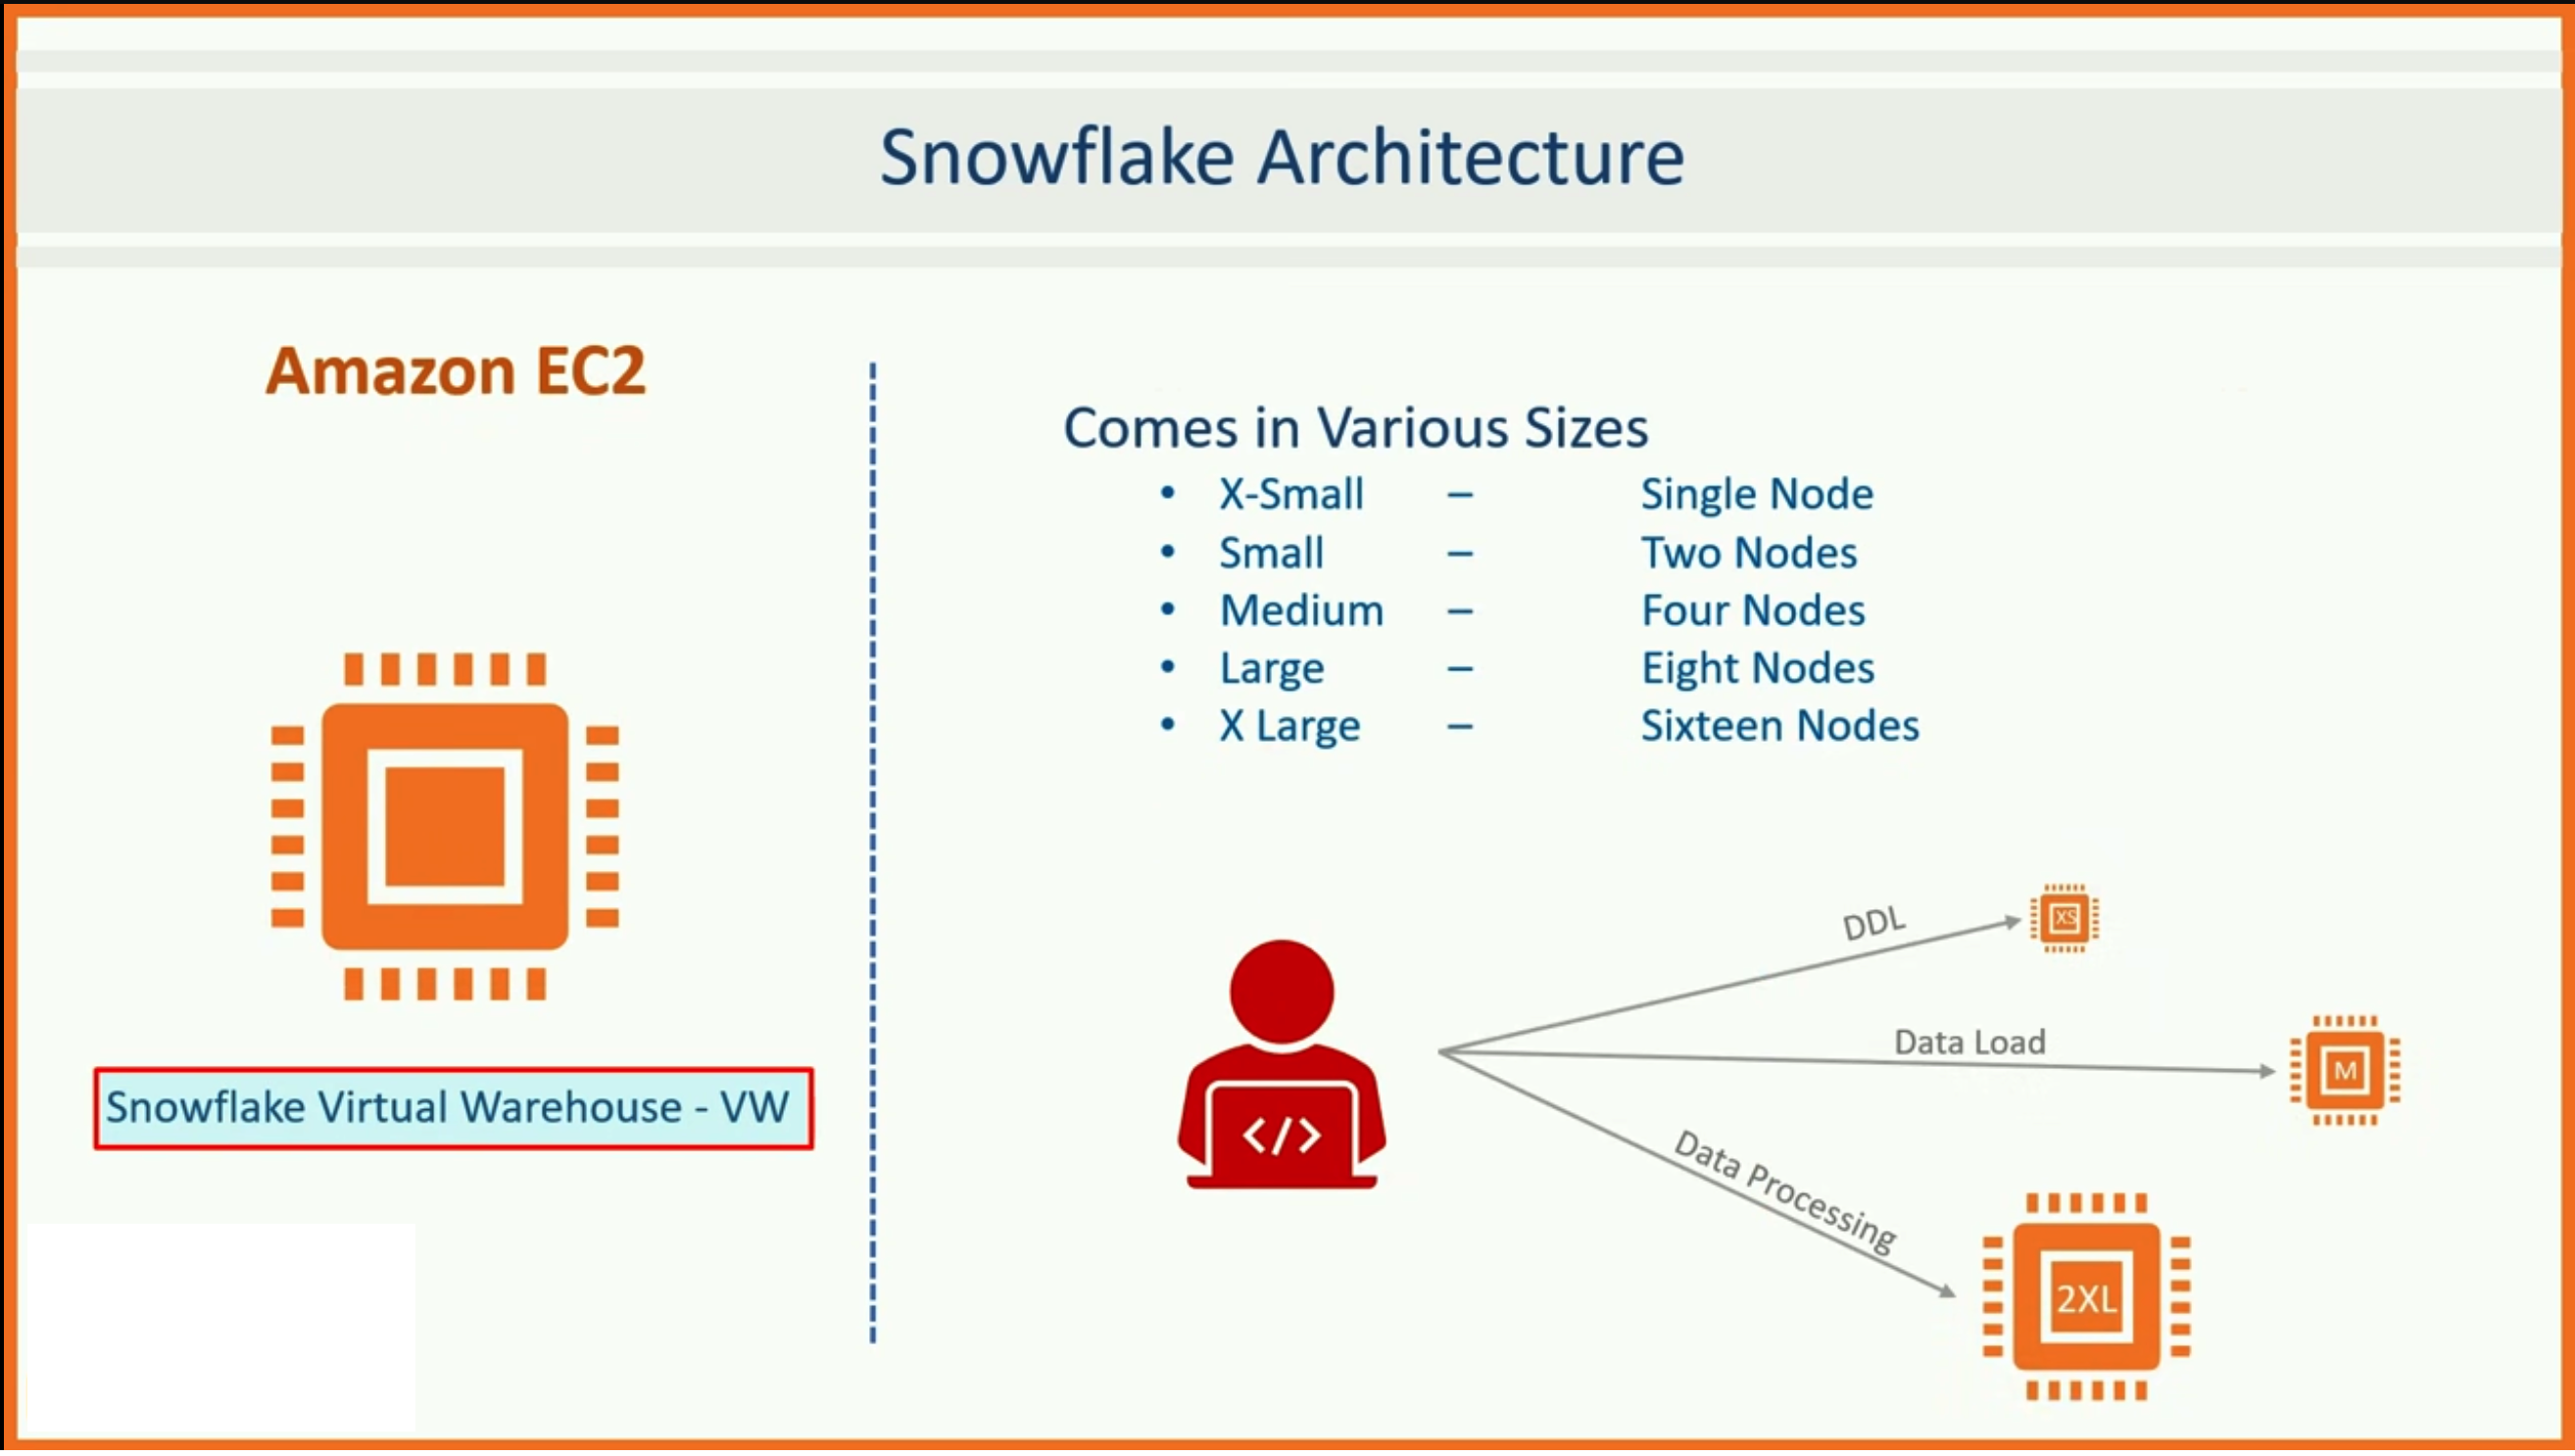 Snowflake Architecture
Amazon EC2
Snowflake Virtual Warehouse - VW
Comes in Various Sizes
• X-Small – Single Node
• Small – Two Nodes
• Medium – Four Nodes
• Large – Eight Nodes
• X Large – Sixteen Nodes
</>
DDL
XS
Data Load
M
Data Processing
2XL